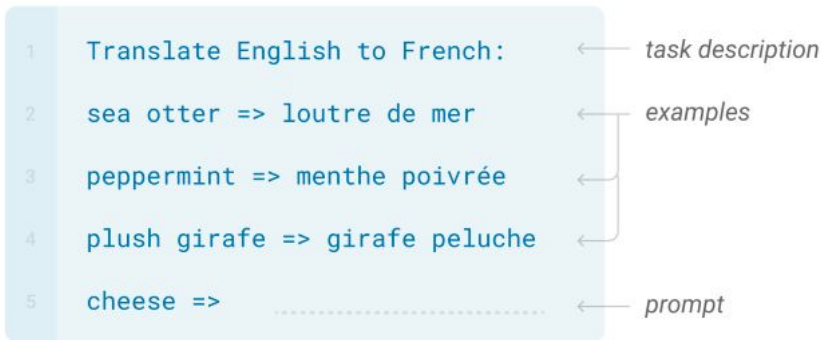 1 Translate English to French: task description
2 sea otter => loutre de mer examples
3 peppermint => menthe poivrée
4 plush girafe => girafe peluche
5 cheese => prompt